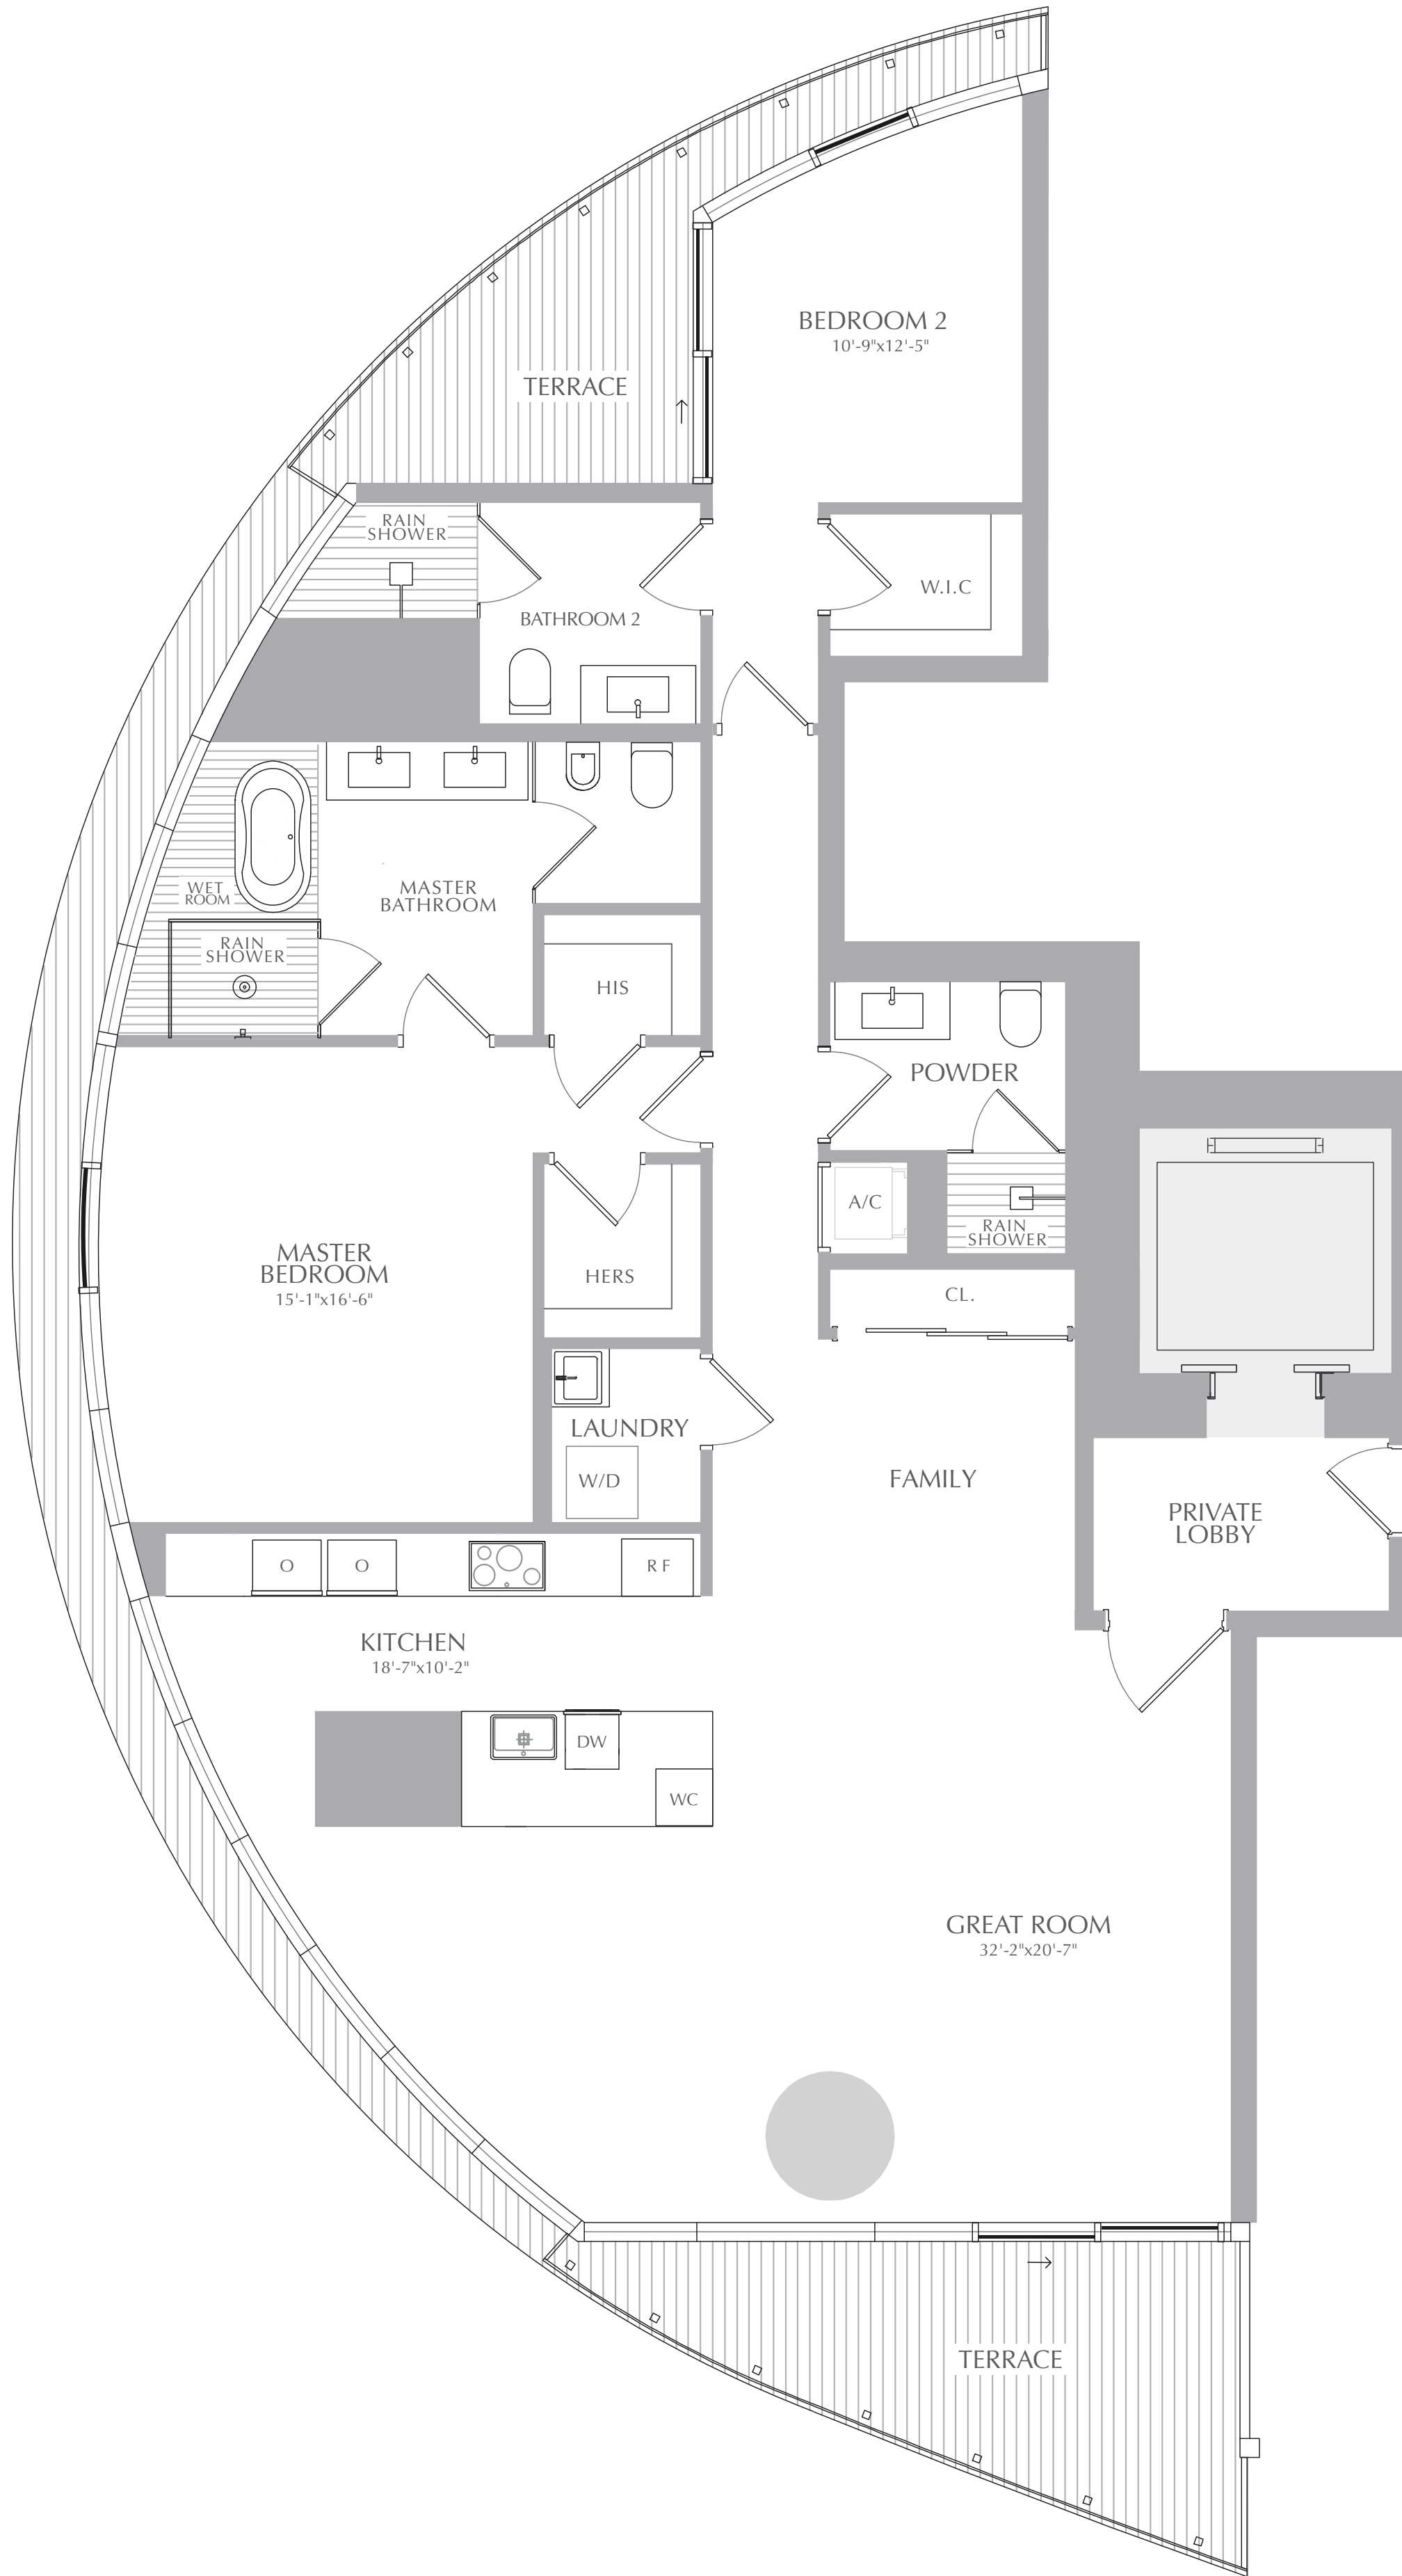 BEDROOM 2
10'-9"x12'-5"
TERRACE
RAIN
SHOWER
W.I.C
BATHROOM 2
WET
ROOM
MASTER
BATHROOM
RAIN
SHOWER
HIS
POWDER
A/C
RAIN
SHOWER
MASTER
BEDROOM
15'-1"x16'-6"
HERS
CL.
LAUNDRY
W/D
FAMILY
PRIVATE
LOBBY
O
O
R F
KITCHEN
18'-7"x10'-2"
DW
WC
GREAT ROOM
32'-2"x20'-7"
TERRACE